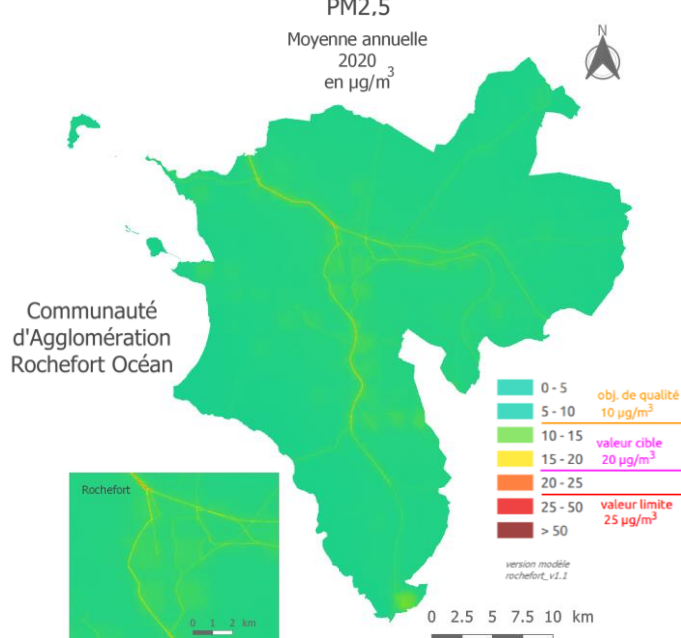 PM2,5
Moyenne annuelle
2020
en µg/m³
N
Communauté
d'Agglomération
Rochefort Océan
0 - 5
5 - 10
10 - 15
15 - 20
20 - 25
25 - 50
> 50
obj. de qualité
10 µg/m³
valeur cible
20 µg/m³
valeur limite
25 µg/m³
version modèle
rochefort_v1.1
Rochefort
0 1 2 km
0 2.5 5 7.5 10 km